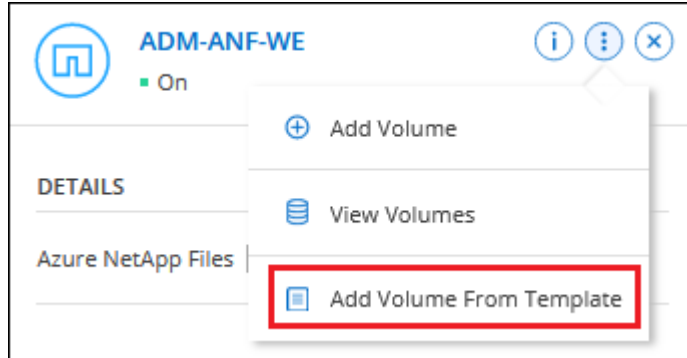 ADM-ANF-WE
On
Add Volume
DETAILS
View Volumes
Azure NetApp Files
Add Volume From Template